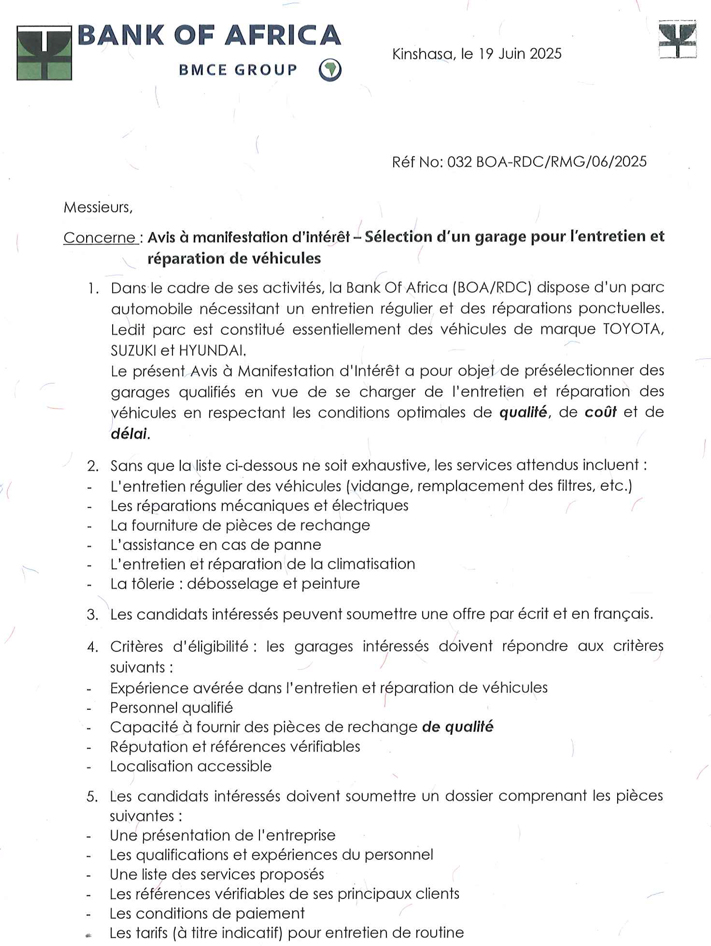 BANK OF AFRICA
BMCE GROUP
Kinshasa, le 19 Juin 2025
Réf No: 032 BOA-RDC/RMG/06/2025
Messieurs,
Concerne : Avis à manifestation d'intérêt – Sélection d'un garage pour l'entretien et
réparation de véhicules
1. Dans le cadre de ses activités, la Bank Of Africa (BOA/RDC) dispose d'un parc
automobile nécessitant un entretien régulier et des réparations ponctuelles.
Ledit parc est constitué essentiellement des véhicules de marque TOYOTA,
SUZUKI et HYUNDAI.
Le présent Avis à Manifestation d'Intérêt a pour objet de présélectionner des
garages qualifiés en vue de se charger de l'entretien et réparation des
véhicules en respectant les conditions optimales de qualité, de coût et de
délai.
2. Sans que la liste ci-dessous ne soit exhaustive, les services attendus incluent :
- L'entretien régulier des véhicules (vidange, remplacement des filtres, etc.)
- Les réparations mécaniques et électriques
- La fourniture de pièces de rechange
- L'assistance en cas de panne
- L'entretien et réparation de la climatisation
- La tôlerie : débosselage et peinture
3. Les candidats intéressés peuvent soumettre une offre par écrit et en français.
4. Critères d'éligibilité : les garages intéressés doivent répondre aux critères
suivants :
- Expérience avérée dans l'entretien et réparation de véhicules
- Personnel qualifié
- Capacité à fournir des pièces de rechange de qualité
- Réputation et références vérifiables
- Localisation accessible
5. Les candidats intéressés doivent soumettre un dossier comprenant les pièces
suivantes :
- Une présentation de l'entreprise
- Les qualifications et expériences du personnel
- Une liste des services proposés
- Les références vérifiables de ses principaux clients
- Les conditions de paiement
- Les tarifs (à titre indicatif) pour entretien de routine